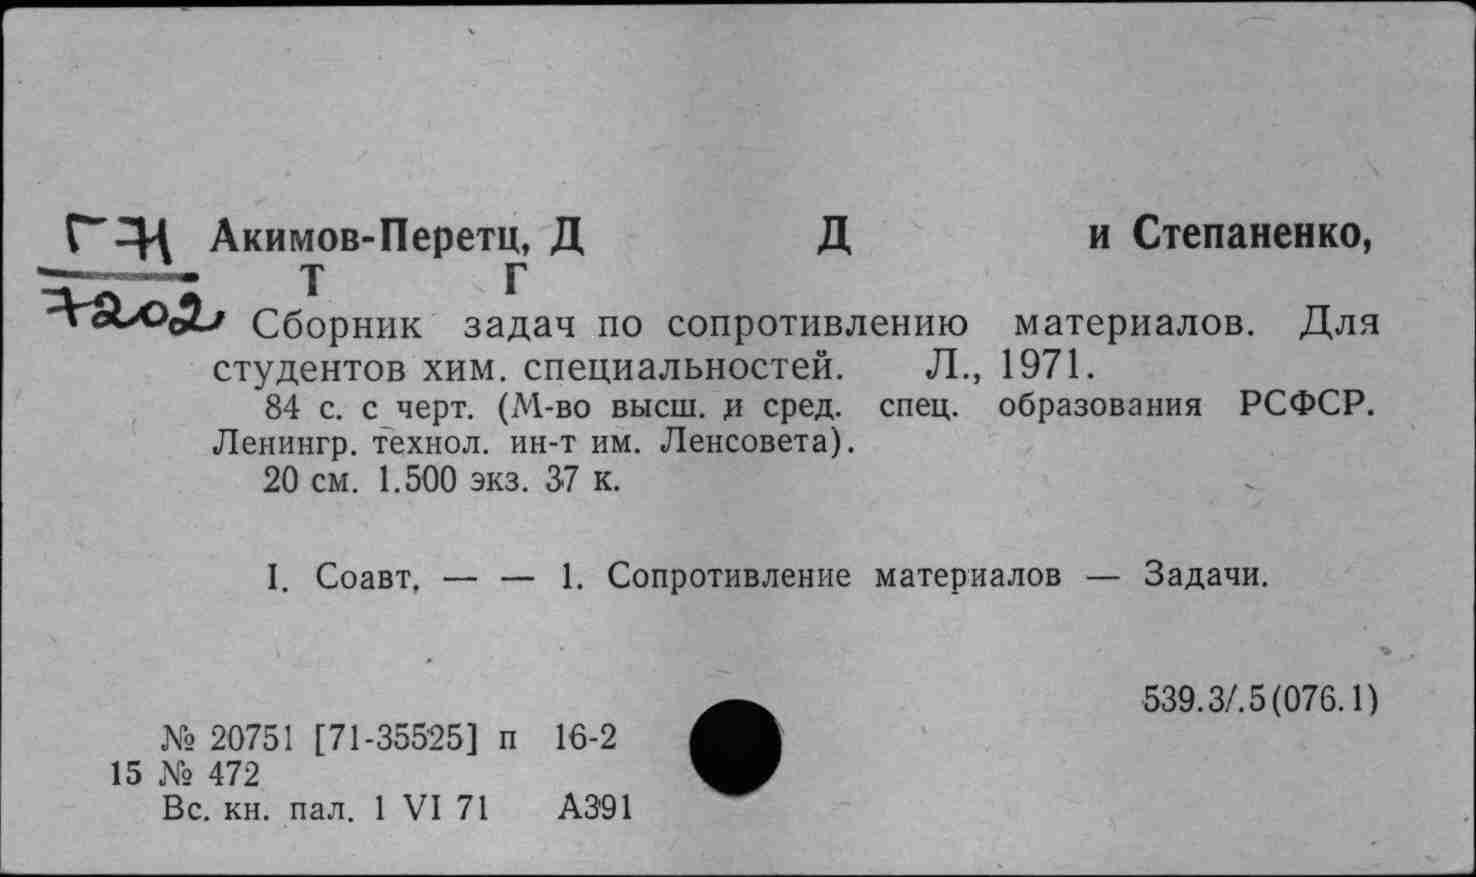 Акимов-Перетц, Д Д и Степаненко,
Т Г
Сборник задач по сопротивлению материалов. Для
студентов хим. специальностей. Л., 1971.
84 с. с черт. (М-во высш. и сред. спец. образования РСФСР.
Ленингр. технол. ин-т им. Ленсовета).
20 см. 1.500 экз. 37 к.
I. Соавт. — — 1. Сопротивление материалов — Задачи.
539.3/.5(076.1)
№ 20751 [71-35525] п 16-2
15 № 472
Вс. кн. пал. 1 VI 71 А391